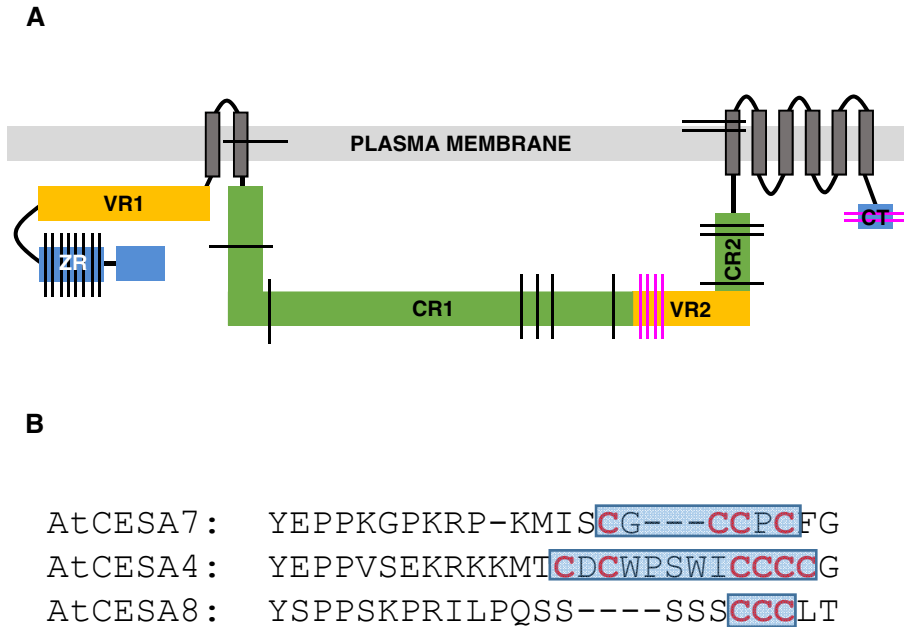 A
PLASMA MEMBRANE
VR1
CT
ZR
CR2
CR1
VR2
B
AtCESA7: YEPPKGPKRP-KMISCG---CCPCFG
AtCESA4: YEPPVSEKRKKMTCDCWPSWICCCCG
AtCESA8: YSPPSKPRILPQSS----SSSCCCLT